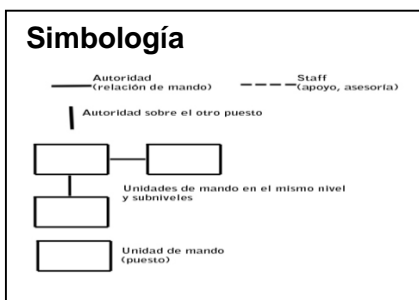 Simbología
Autoridad
(relación de mando)
Staff
(apoyo, asesoría)
Autoridad sobre el otro puesto
Unidades de mando en el mismo nivel
y subniveles
Unidad de mando
(puesto)